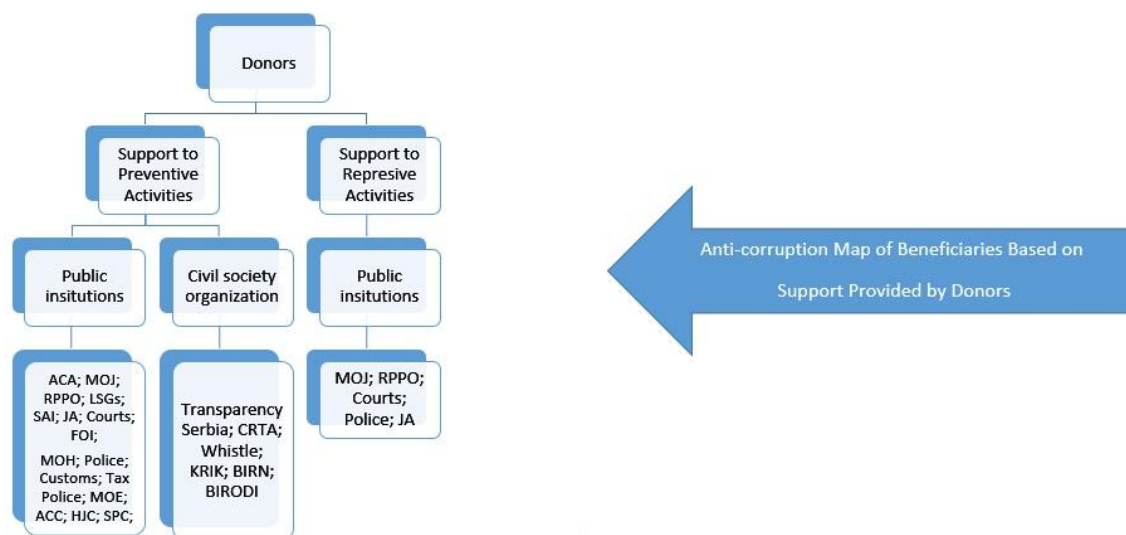 Donors
Support to
Preventive
Activities
Support to
Represive
Activities
Public
insitutions
Civil society
organization
Public
insitutions
ACA; MOJ;
RPPO; LSGs;
SAI; JA; Courts;
FOI;
MOH; Police;
Customs; Tax
Police; MOE;
ACC; HJC; SPC;
Transparency
Serbia; CRTA;
Whistle;
KRIK; BIRN;
BIRODI
MOJ; RPPO;
Courts;
Police; JA
Anti-corruption Map of Beneficiaries Based on
Support Provided by Donors